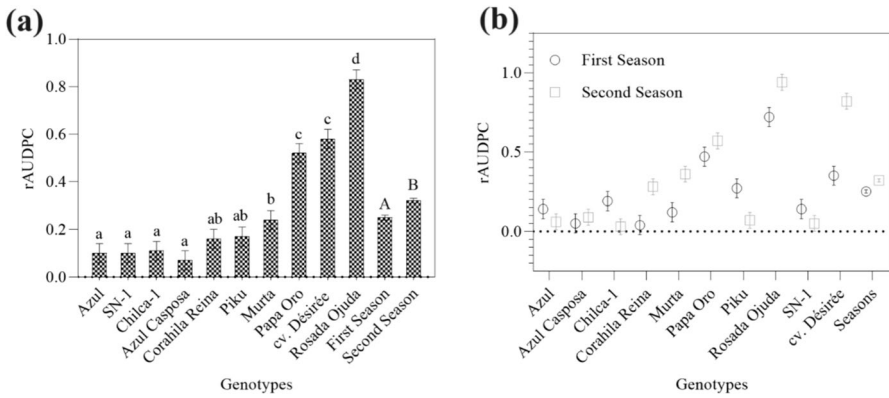 (a)
rAUDPC
1.0
0.8
0.6
0.4
0.2
0.0
a
a
a
a
ab
ab
b
c
c
d
A
B
Azul
SN-1
Chilca-1
Azul Casposa
Corahila Reina
Piku
Murta
Papa Oro
cv. Désirée
Rosada Ojuda
First Season
Second Season
Genotypes
(b)
rAUDPC
1.0
0.5
0.0
First Season
Second Season
Azul
Azul Casposa
Chilca-1
Corahila Reina
Murta
Papa Oro
Piku
Rosada Ojuda
SN-1
cv. Désirée
Seasons
Genotypes